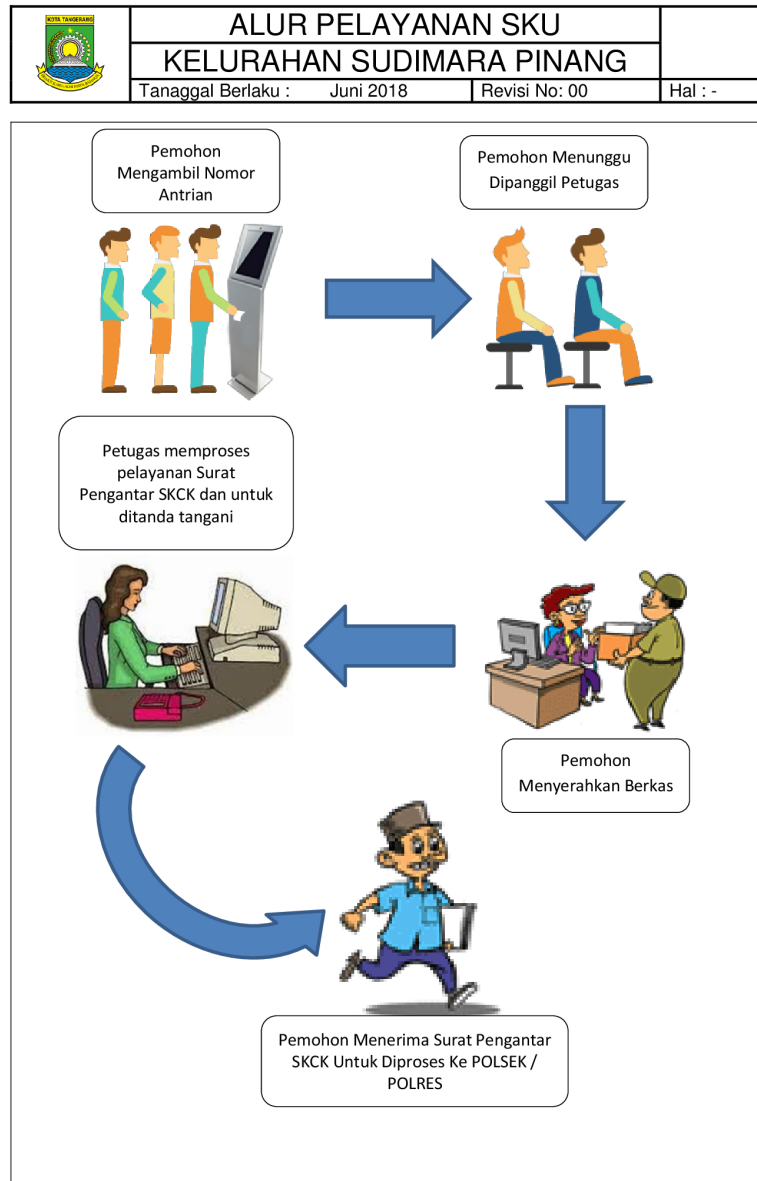 KOTA TANGERANG
ALUR PELAYANAN SKU
KELURAHAN SUDIMARA PINANG
Tanaggal Berlaku : Juni 2018 Revisi No: 00 Hal : -
Pemohon
Mengambil Nomor
Antrian
Pemohon Menunggu
Dipanggil Petugas
Petugas memproses
pelayanan Surat
Pengantar SKCK dan untuk
ditanda tangani
Pemohon
Menyerahkan Berkas
Pemohon Menerima Surat Pengantar
SKCK Untuk Diproses Ke POLSEK /
POLRES